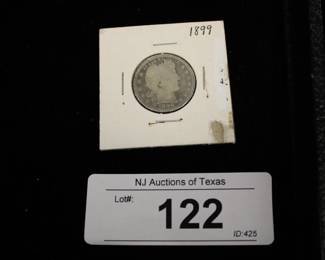 1899
NJ Auctions of Texas
Lot#:
122
ID:425